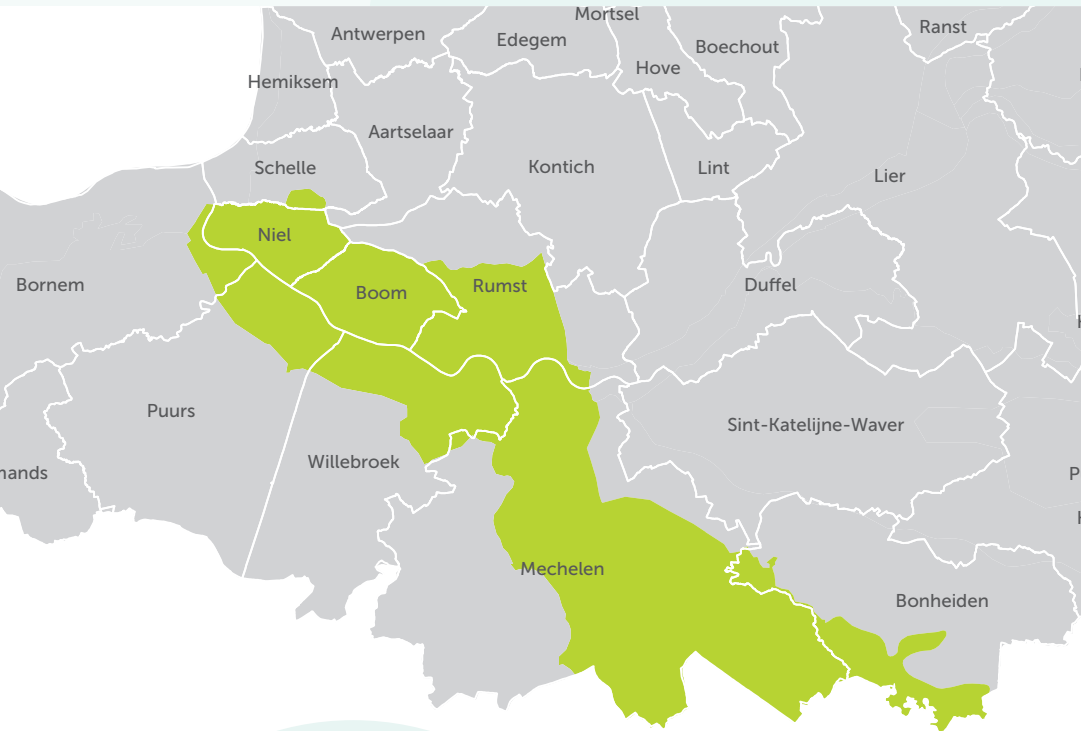 Mortsel
Antwerpen
Edegem
Ranst
Boechout
Hove
Hemiksem
Aartselaar
Schelle
Kontich
Lint
Lier
Niel
Bornem
Boom
Rumst
Duffel
Puurs
Sint-Katelijne-Waver
Willebroek
Mechelen
Bonheiden